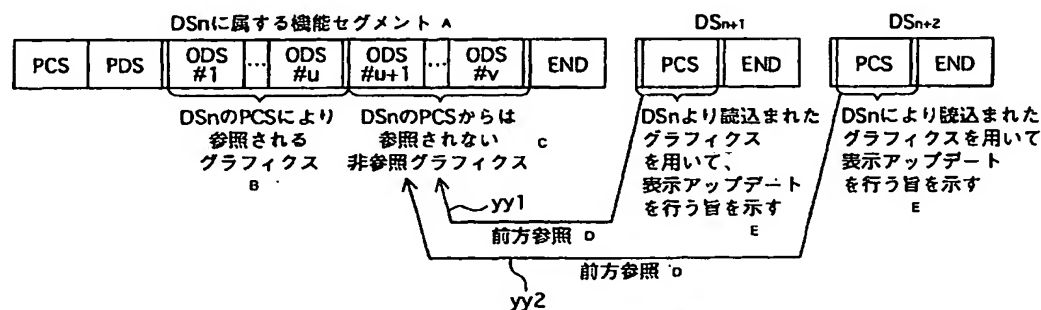 DSnに属する機能セグメント A
DSn+1
DSn+2
PCS PDS ODS #1 ... ODS #u ODS #u+1 ... ODS #v END
PCS END
PCS END
DSnのPCSにより
参照される
グラフィクス
B
DSnのPCSからは
参照されない C
非参照グラフィクス
DSnより読込まれた
グラフィクス
を用いて、
表示アップデート
を行う旨を示す
E
DSnにより読込まれた
グラフィクスを用いて
表示アップデート
を行う旨を示す
E
yy1
前方参照 D
前方参照 D
yy2